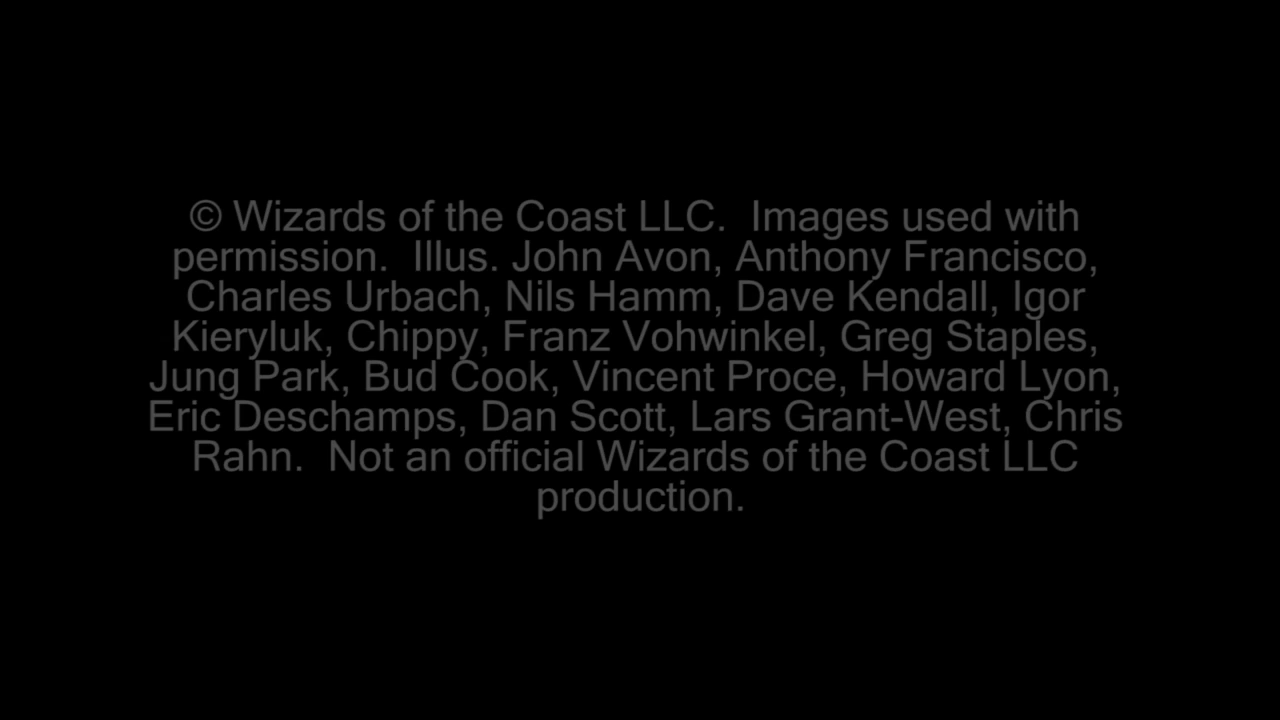 © Wizards of the Coast LLC.  Images used with
permission.  Illus. John Avon, Anthony Francisco,
Charles Urbach, Nils Hamm, Dave Kendall, Igor
Kieryluk, Chippy, Franz Vohwinkel, Greg Staples,
Jung Park, Bud Cook, Vincent Proce, Howard Lyon,
Eric Deschamps, Dan Scott, Lars Grant-West, Chris
Rahn.  Not an official Wizards of the Coast LLC
production.